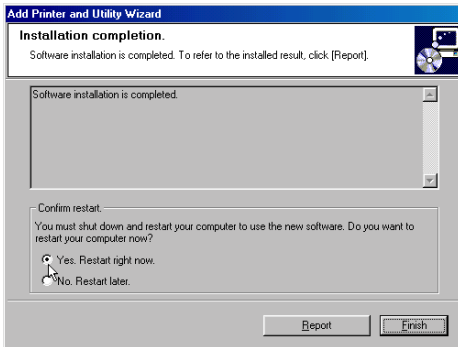 Add Printer and Utility Wizard
Installation completion.
Software installation is completed. To refer to the installed result, click [Report].
Software installation is completed.
Confirm restart.
You must shut down and restart your computer to use the new software. Do you want to
restart your computer now?
Yes. Restart right now.
No. Restart later.
Report
Finish